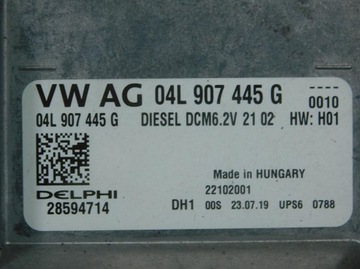 VW AG 04L 907 445 G 0010
04L 907 445 G DIESEL DCM6.2V 21 02 HW: H01
Made in HUNGARY
22102001
DELPHI
28594714 DH1 00S 23.07.19 UPS6 0788